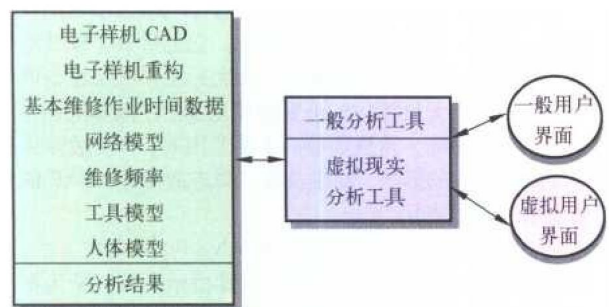 电子样机 CAD
电子样机重构
基本维修作业时间数据
网络模型
维修频率
工具模型
人体模型
分析结果
一般分析工具
虚拟现实
分析工具
一般用户
界面
虚拟用户
界面